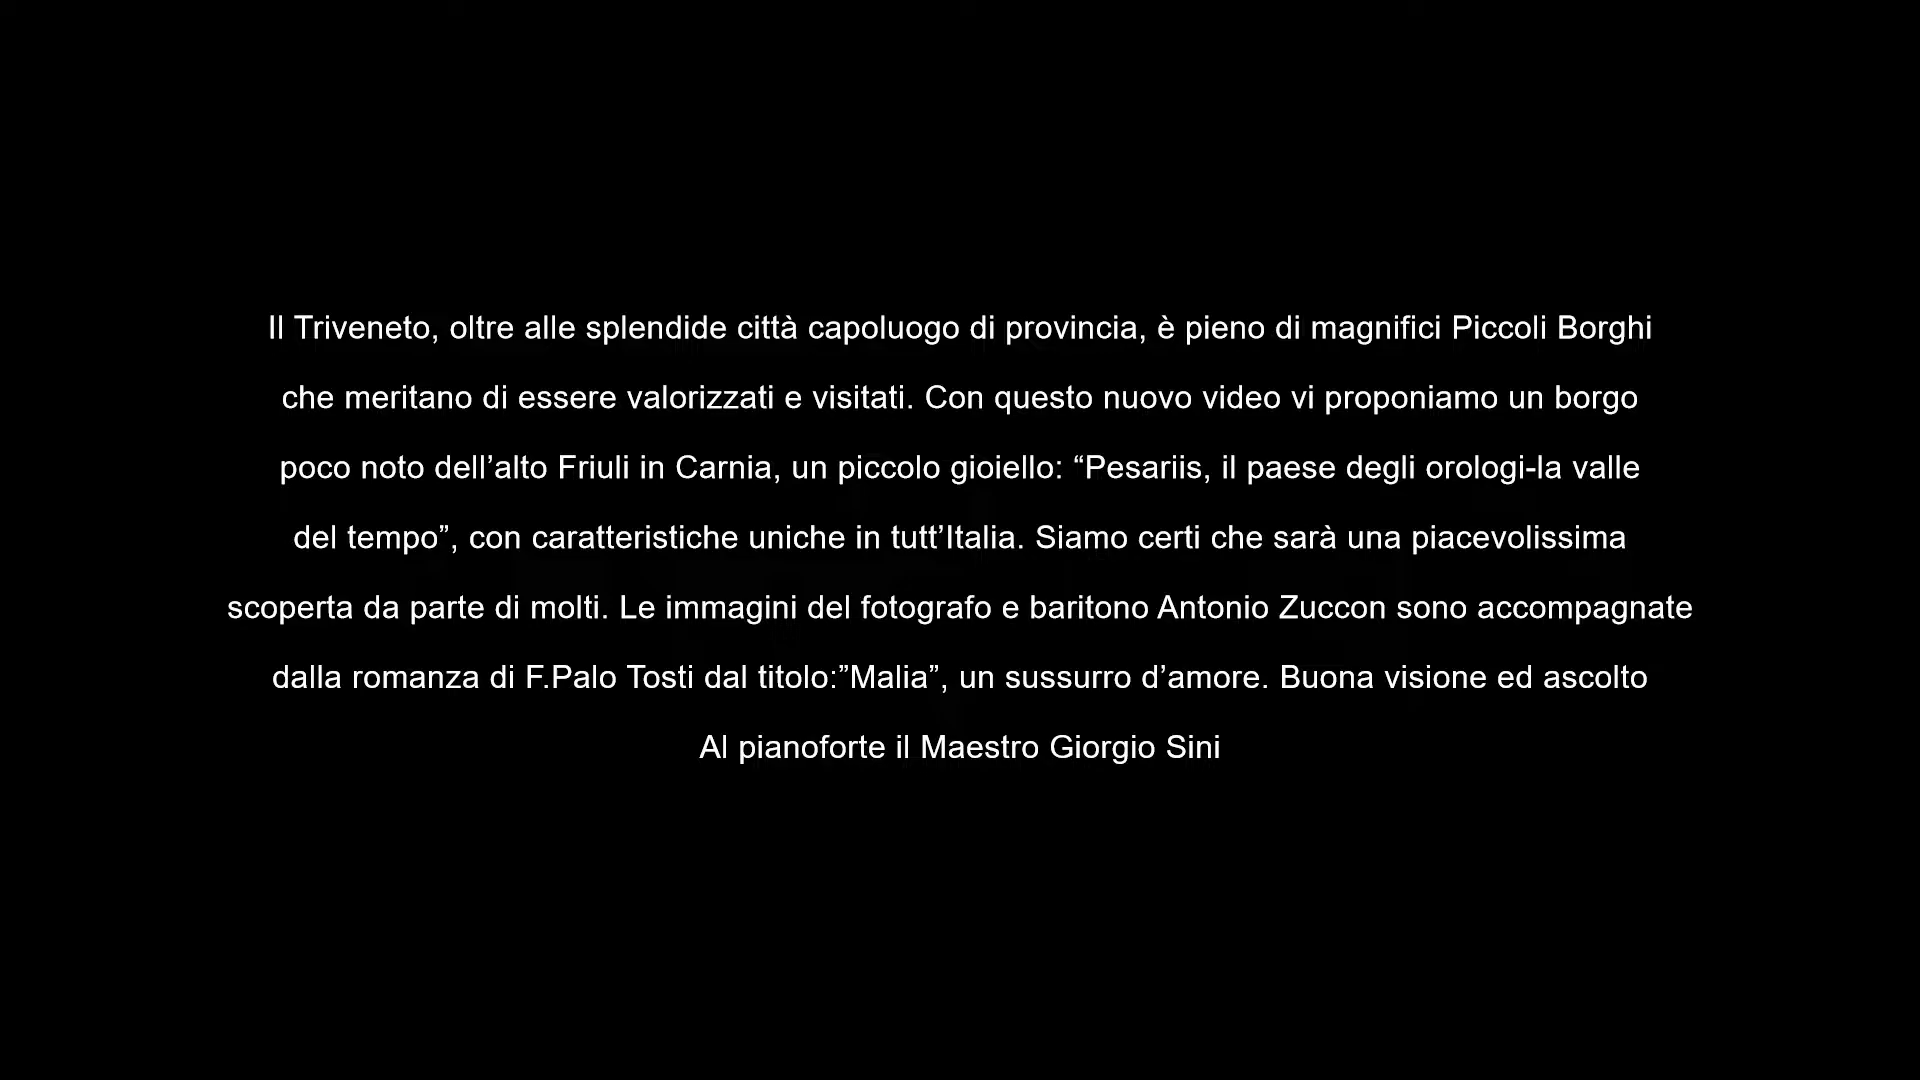 Il Triveneto, oltre alle splendide città capoluogo di provincia, è pieno di magnifici Piccoli Borghi
che meritano di essere valorizzati e visitati. Con questo nuovo video vi proponiamo un borgo
poco noto dell’alto Friuli in Carnia, un piccolo gioiello: “Pesariis, il paese degli orologi-la valle
del tempo”, con caratteristiche uniche in tutt’Italia. Siamo certi che sarà una piacevolissima
scoperta da parte di molti. Le immagini del fotografo e baritono Antonio Zuccon sono accompagnate
dalla romanza di F.Palo Tosti dal titolo:”Malia”, un sussurro d’amore. Buona visione ed ascolto
Al pianoforte il Maestro Giorgio Sini